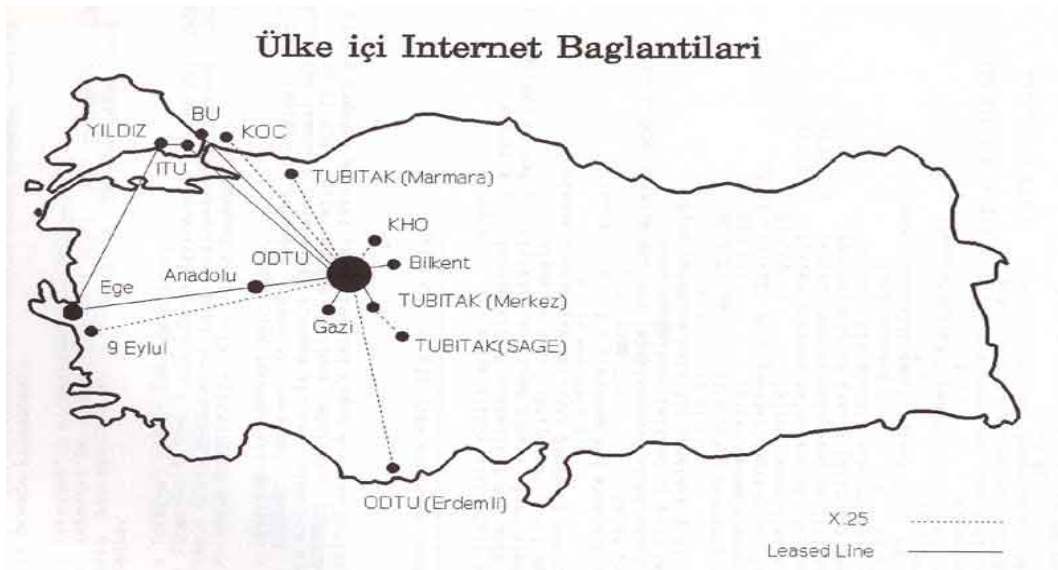 Ülke içi Internet Baglantilari
BU
YILDIZ
KOC
ITU
TUBITAK (Marmara)
KHO
ODTU
Bilkent
Anadolu
Ege
TUBITAK (Merkez)
Gazi
9 Eylul
TUBITAK(SAGE)
ODTU (Erdemli)
X.25
Leased Line